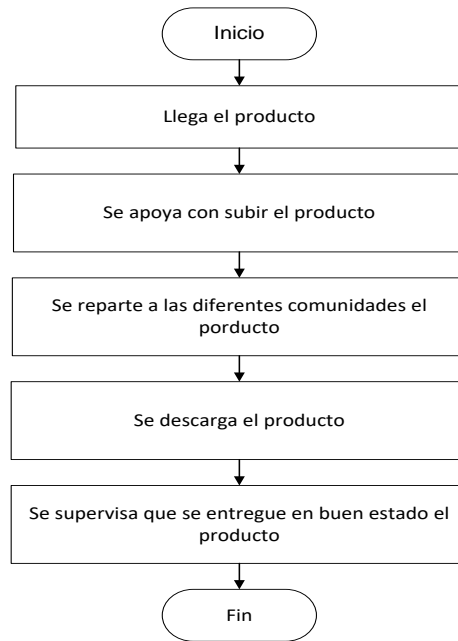 Inicio
Llega el producto
Se apoya con subir el producto
Se reparte a las diferentes comunidades el
porducto
Se descarga el producto
Se supervisa que se entregue en buen estado el
producto
Fin